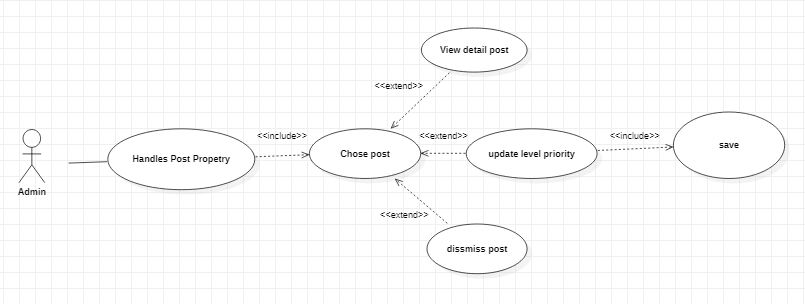 View detail post
<<extend>>
<<include>>
<<extend>>
<<include>>
Handles Post Propetry
Chose post
update level priority
save
Admin
<<extend>>
dissmiss post